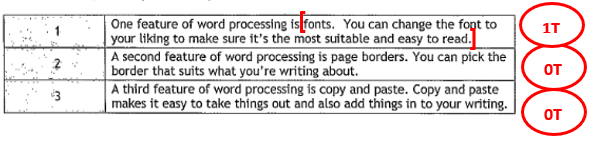 1
One feature of word processing is fonts. You can change the font to
your liking to make sure it's the most suitable and easy to read.
1T
2
A second feature of word processing is page borders. You can pick the
border that suits what you're writing about.
0T
3
A third feature of word processing is copy and paste. Copy and paste
makes it easy to take things out and also add things in to your writing.
0T